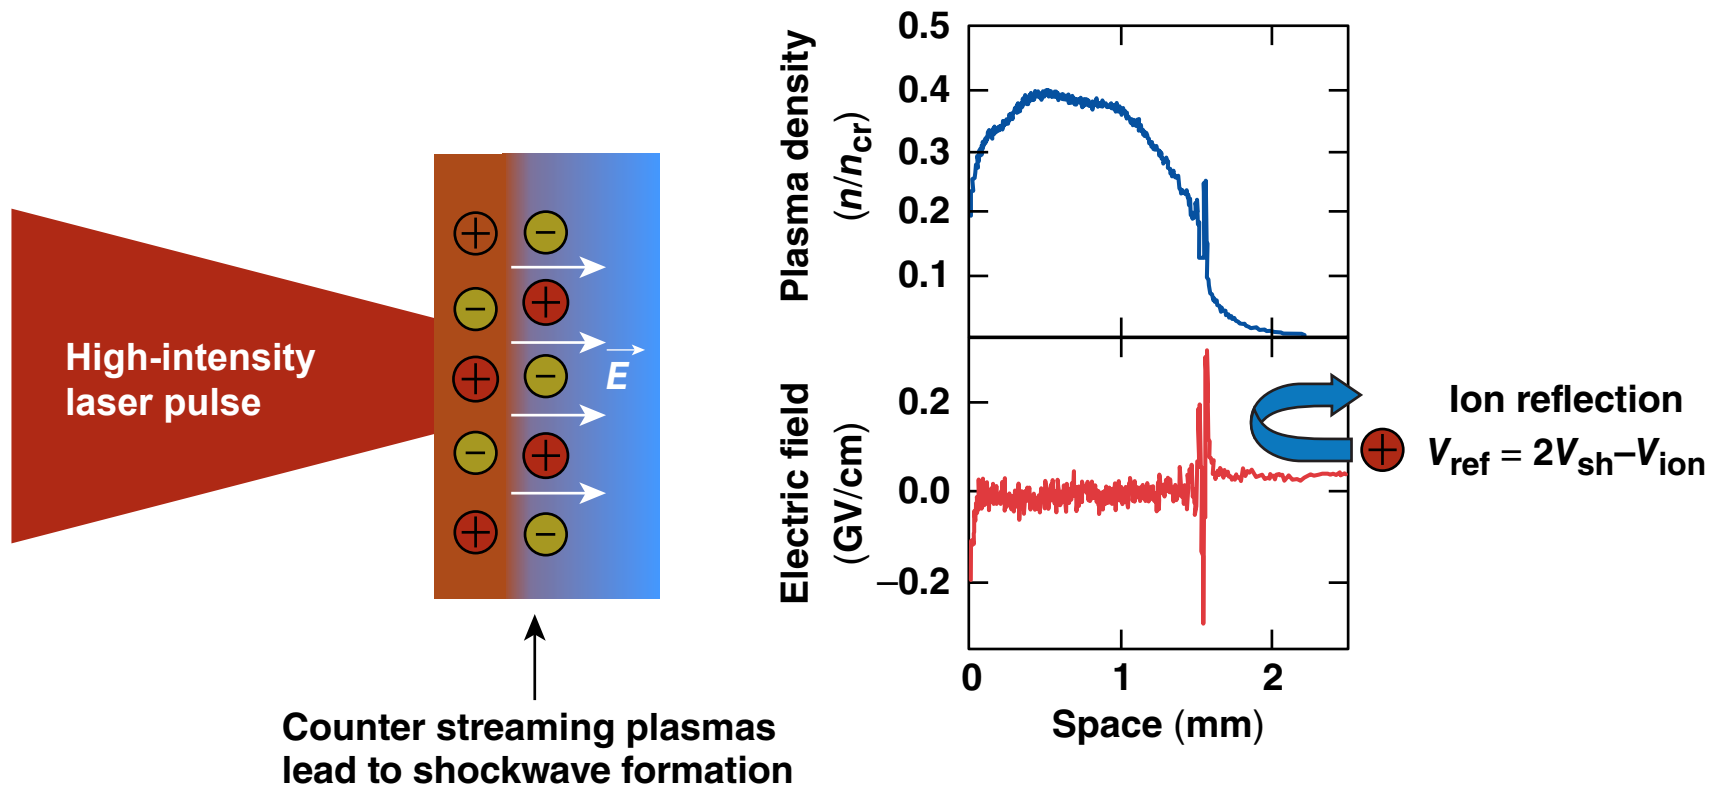 High-intensity
laser pulse
+
−
−
+
+
−
−
+
+
−
E
Counter streaming plasmas
lead to shockwave formation
Plasma density
(n/ncr)
0.5
0.4
0.3
0.2
0.1
Electric field
(GV/cm)
0.2
0.0
−0.2
0
1
2
Space (mm)
+
Ion reflection
Vref = 2Vsh–Vion